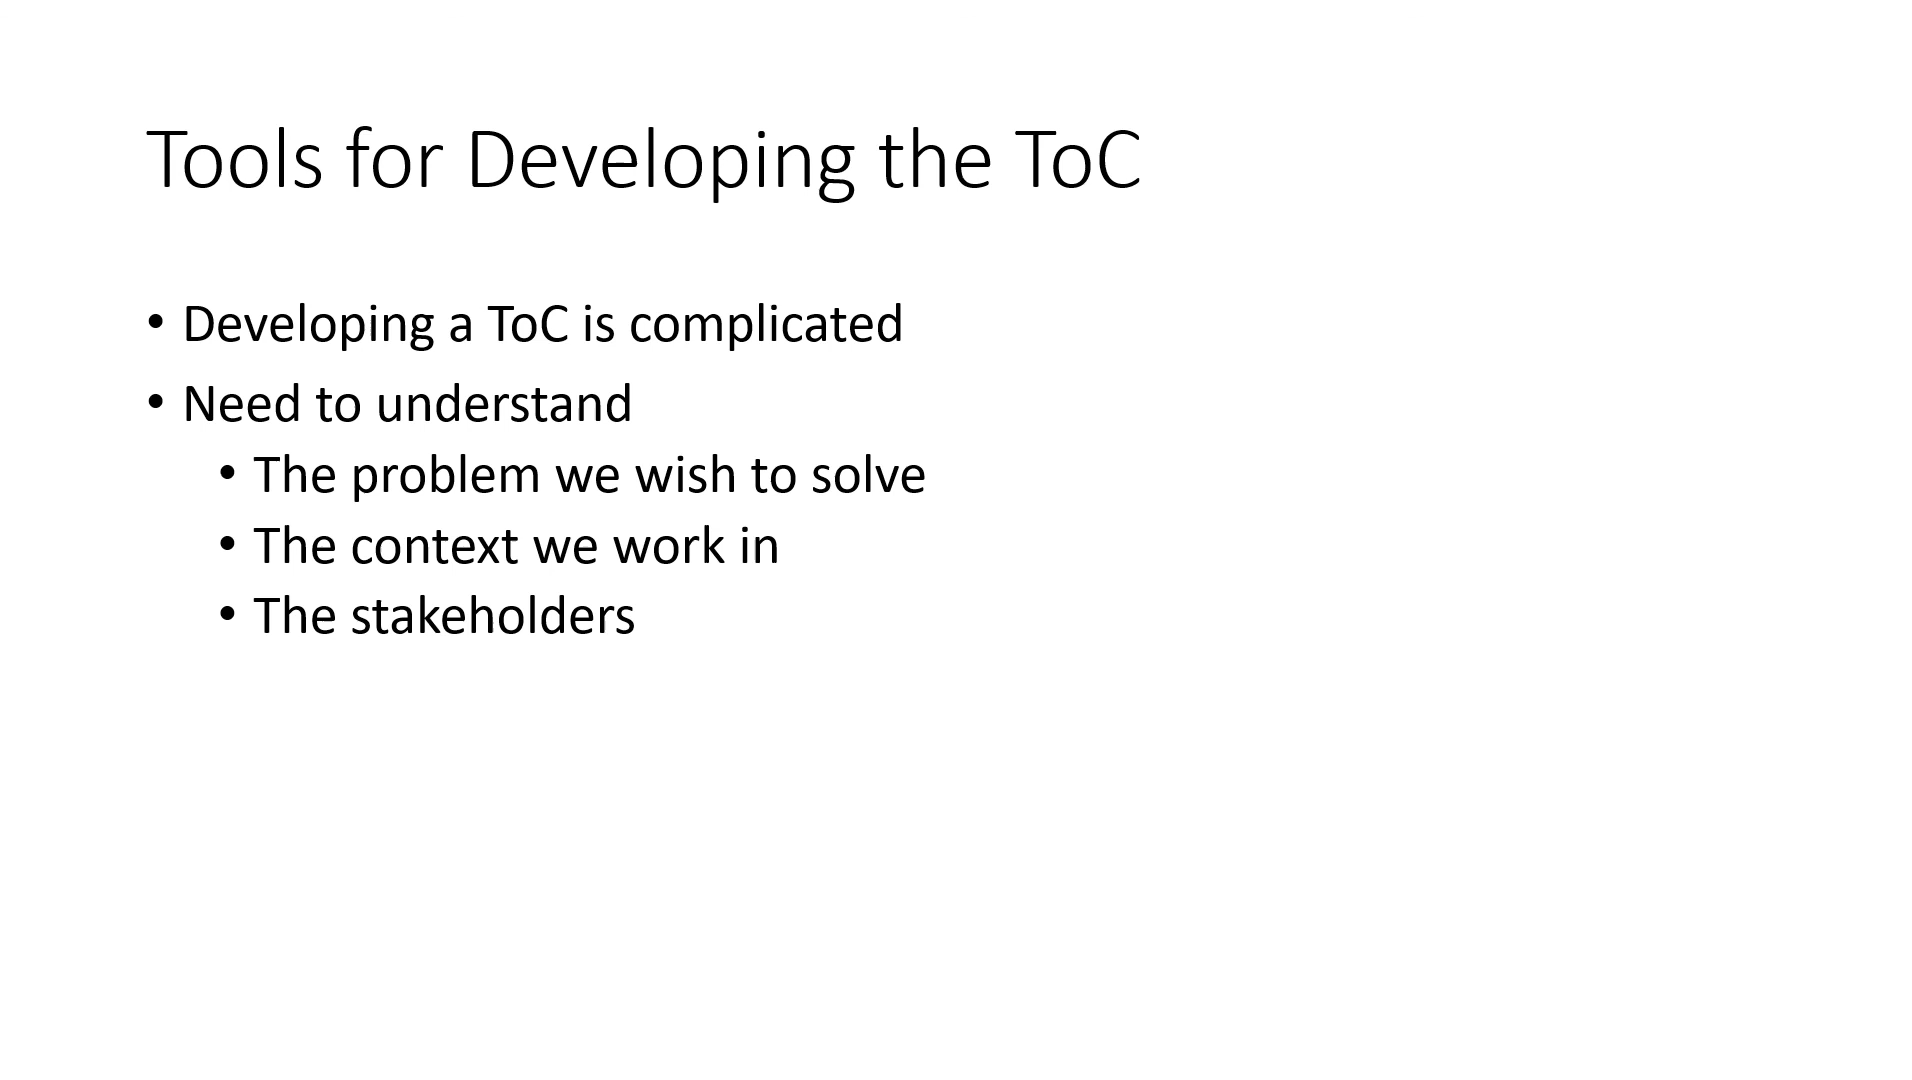 Tools for Developing the ToC
• Developing a ToC is complicated
• Need to understand
• The problem we wish to solve
• The context we work in
• The stakeholders